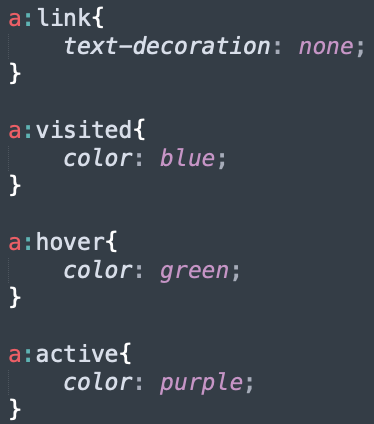 a:link{
    text-decoration: none;
}

a:visited{
    color: blue;
}

a:hover{
    color: green;
}

a:active{
    color: purple;
}